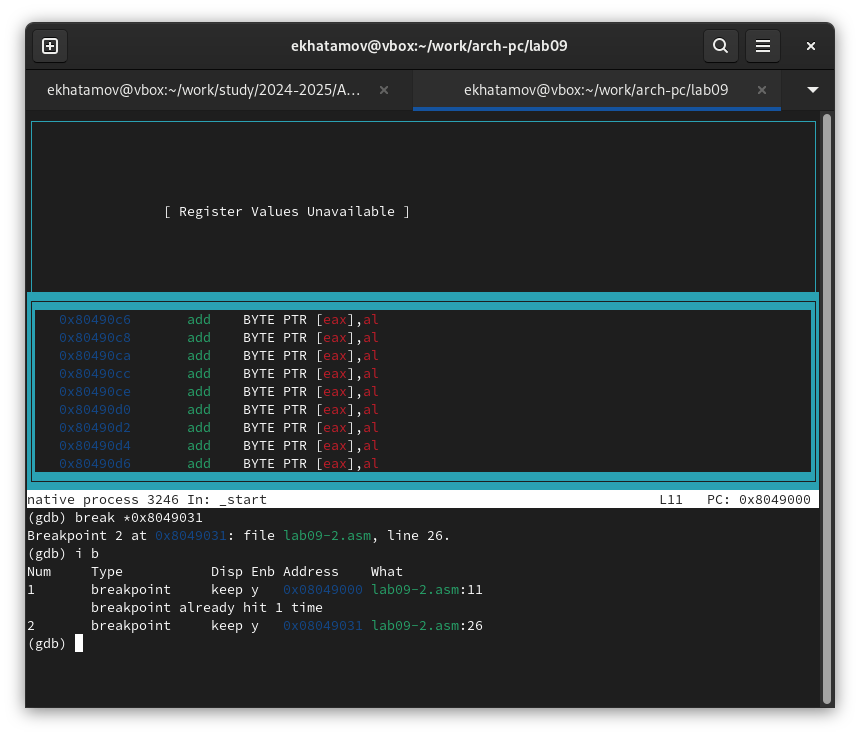 ekhatamov@vbox:~/work/arch-pc/lab09
ekhatamov@vbox:~/work/study/2024-2025/A...
ekhatamov@vbox:~/work/arch-pc/lab09
[ Register Values Unavailable ]
0x80490c6 add BYTE PTR [eax],al
0x80490c8 add BYTE PTR [eax],al
0x80490ca add BYTE PTR [eax],al
0x80490cc add BYTE PTR [eax],al
0x80490ce add BYTE PTR [eax],al
0x80490d0 add BYTE PTR [eax],al
0x80490d2 add BYTE PTR [eax],al
0x80490d4 add BYTE PTR [eax],al
0x80490d6 add BYTE PTR [eax],al
native process 3246 In: _start L11 PC: 0x8049000
(gdb) break *0x8049031
Breakpoint 2 at 0x8049031: file lab09-2.asm, line 26.
(gdb) i b
Num Type Disp Enb Address What
1 breakpoint keep y 0x08049000 lab09-2.asm:11
breakpoint already hit 1 time
2 breakpoint keep y 0x08049031 lab09-2.asm:26
(gdb)